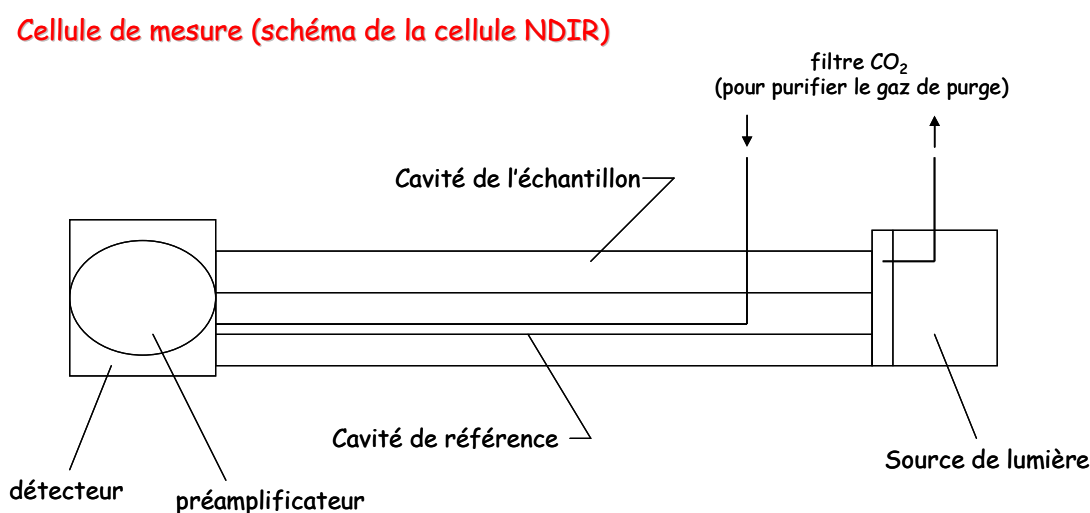 Cellule de mesure (schéma de la cellule NDIR)
filtre CO₂
(pour purifier le gaz de purge)
Cavité de l'échantillon
Cavité de référence
Source de lumière
détecteur
préamplificateur